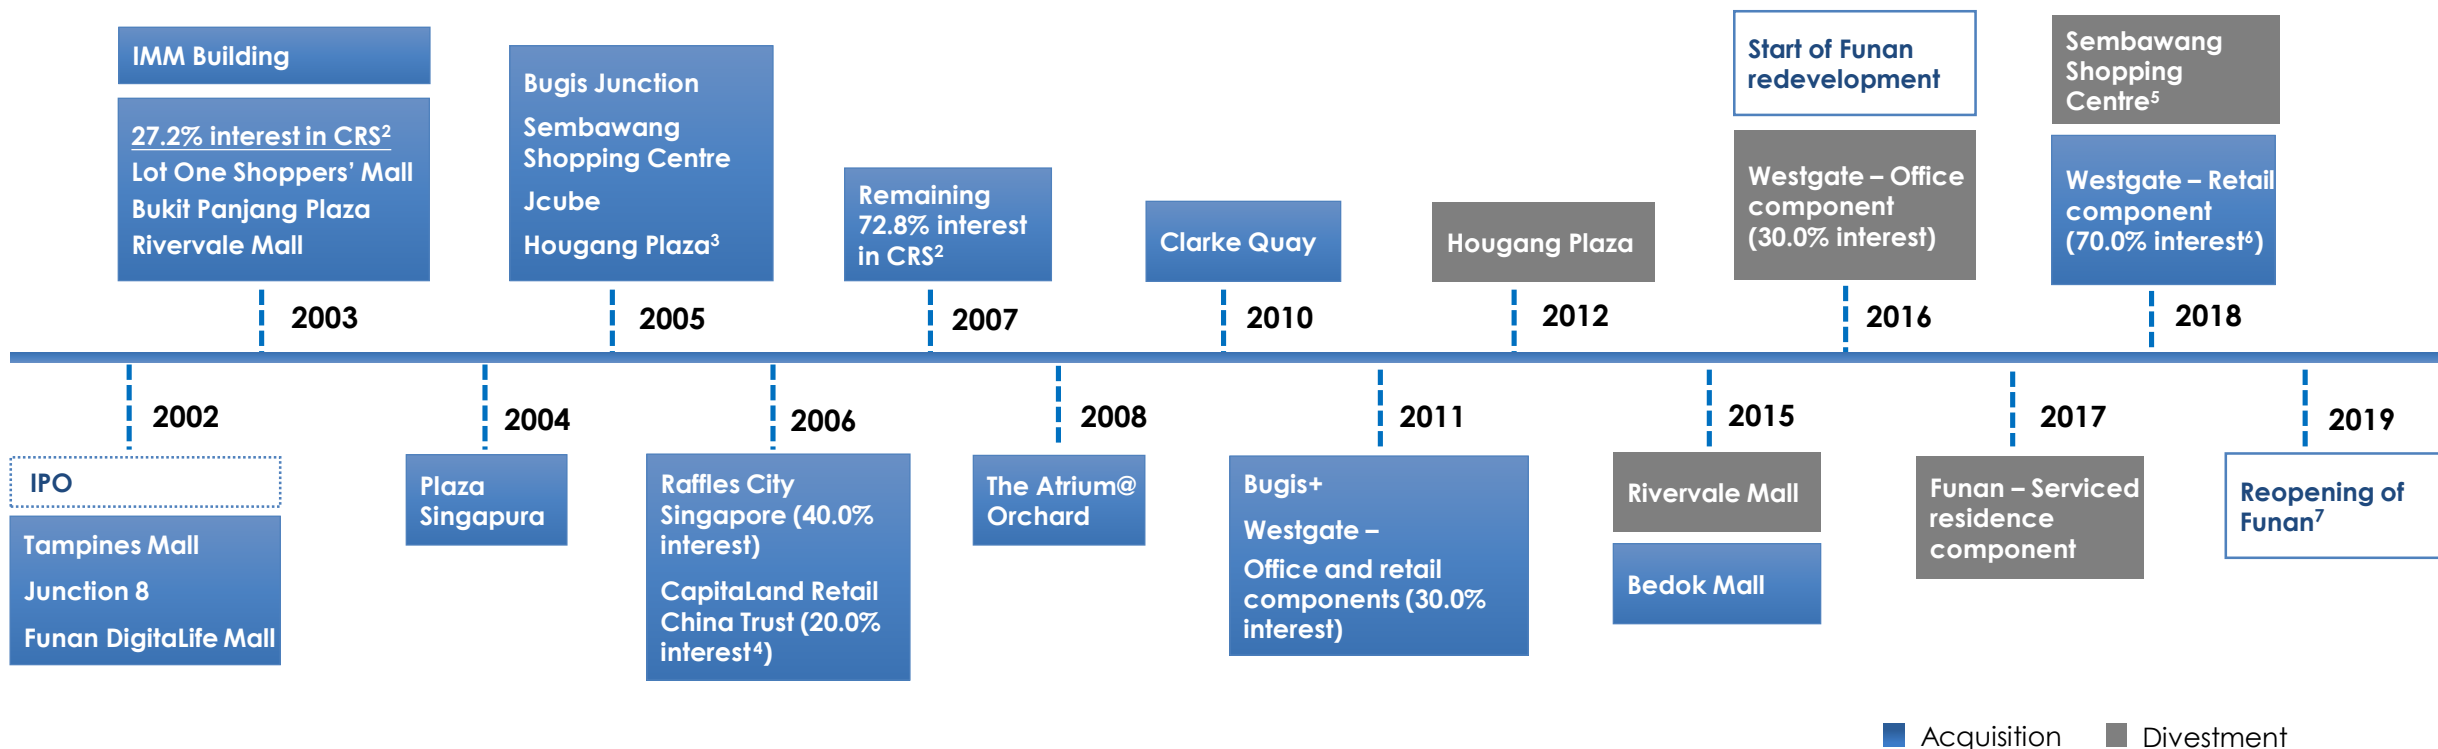 IMM Building
27.2% interest in CRS²
Lot One Shoppers’ Mall
Bukit Panjang Plaza
Rivervale Mall
2003
Bugis Junction
Sembawang
Shopping Centre
Jcube
Hougang Plaza³
2005
Remaining
72.8% interest
in CRS²
2007
Clarke Quay
2010
Hougang Plaza
2012
Start of Funan
redevelopment
Westgate – Office
component
(30.0% interest)
2016
Sembawang
Shopping
Centre⁵
Westgate – Retail
component
(70.0% interest⁶)
2018
2002
IPO
Tampines Mall
Junction 8
Funan DigitaLife Mall
2004
Plaza
Singapura
2006
Raffles City
Singapore (40.0%
interest)
CapitaLand Retail
China Trust (20.0%
interest⁴)
2008
The Atrium@
Orchard
2011
Bugis+
Westgate –
Office and retail
components (30.0%
interest)
2015
Rivervale Mall
Bedok Mall
2017
Funan – Serviced
residence
component
2019
Reopening of
Funan⁷
Acquisition
Divestment